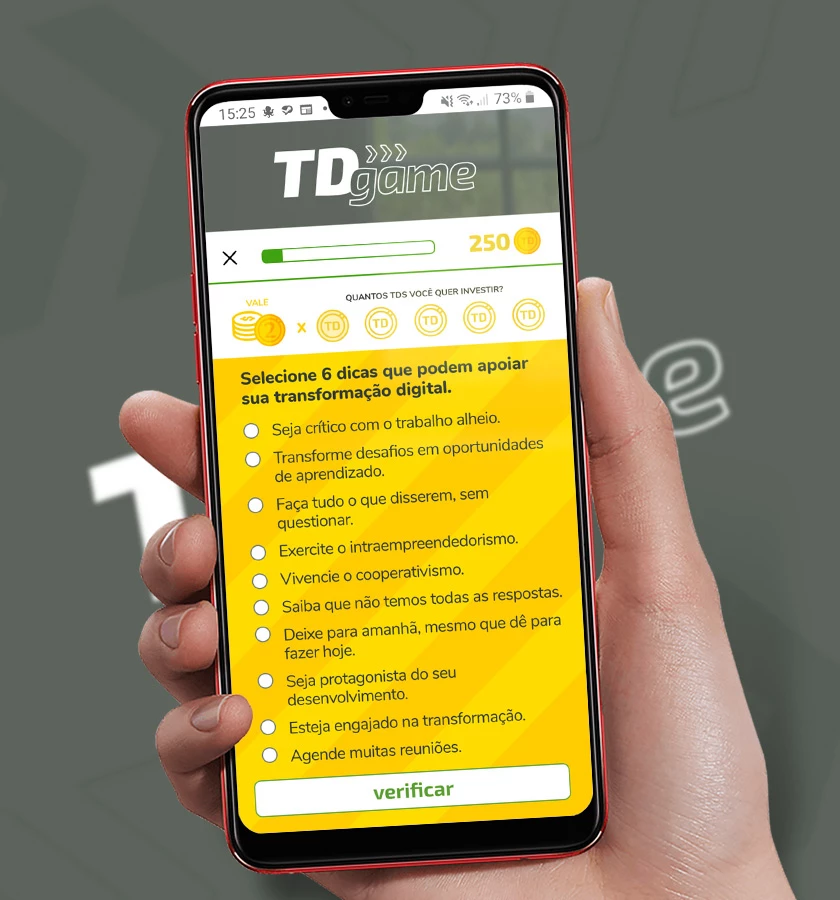 15:25
73%
TD
game
250 TD
VALE
QUANTOS TDS VOCÊ QUER INVESTIR?
2 x TD TD TD TD TD
Selecione 6 dicas que podem apoiar
sua transformação digital.
Seja crítico com o trabalho alheio.
Transforme desafios em oportunidades
de aprendizado.
Faça tudo o que disserem, sem
questionar.
Exercite o intraempreendedorismo.
Vivencie o cooperativismo.
Saiba que não temos todas as respostas.
Deixe para amanhã, mesmo que dê para
fazer hoje.
Seja protagonista do seu
desenvolvimento.
Esteja engajado na transformação.
Agende muitas reuniões.
verificar
T
e